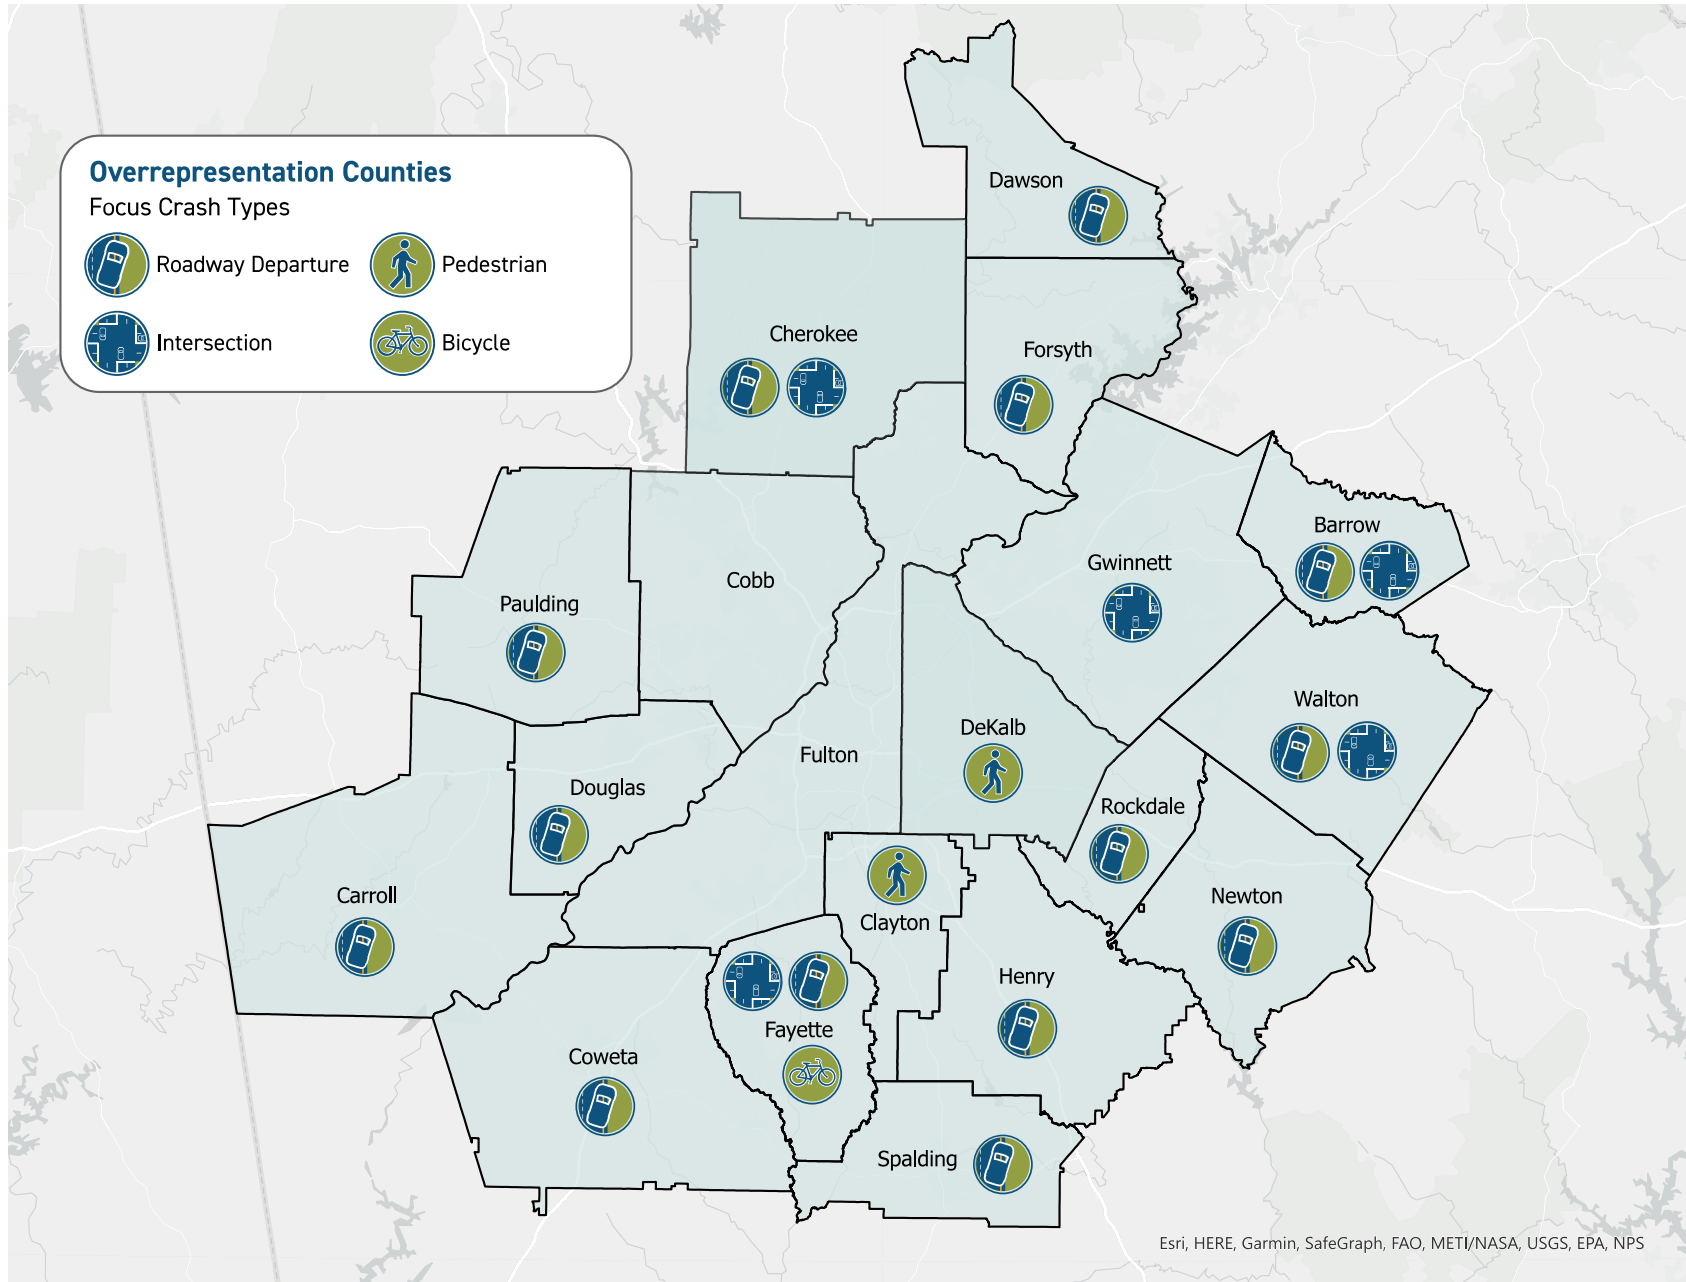 Overrepresentation Counties
Focus Crash Types
Roadway Departure
Pedestrian
Intersection
Bicycle
Dawson
Cherokee
Forsyth
Barrow
Gwinnett
Cobb
Paulding
Walton
DeKalb
Fulton
Douglas
Rockdale
Carroll
Newton
Clayton
Henry
Fayette
Coweta
Spalding
Esri, HERE, Garmin, SafeGraph, FAO, METI/NASA, USGS, EPA, NPS